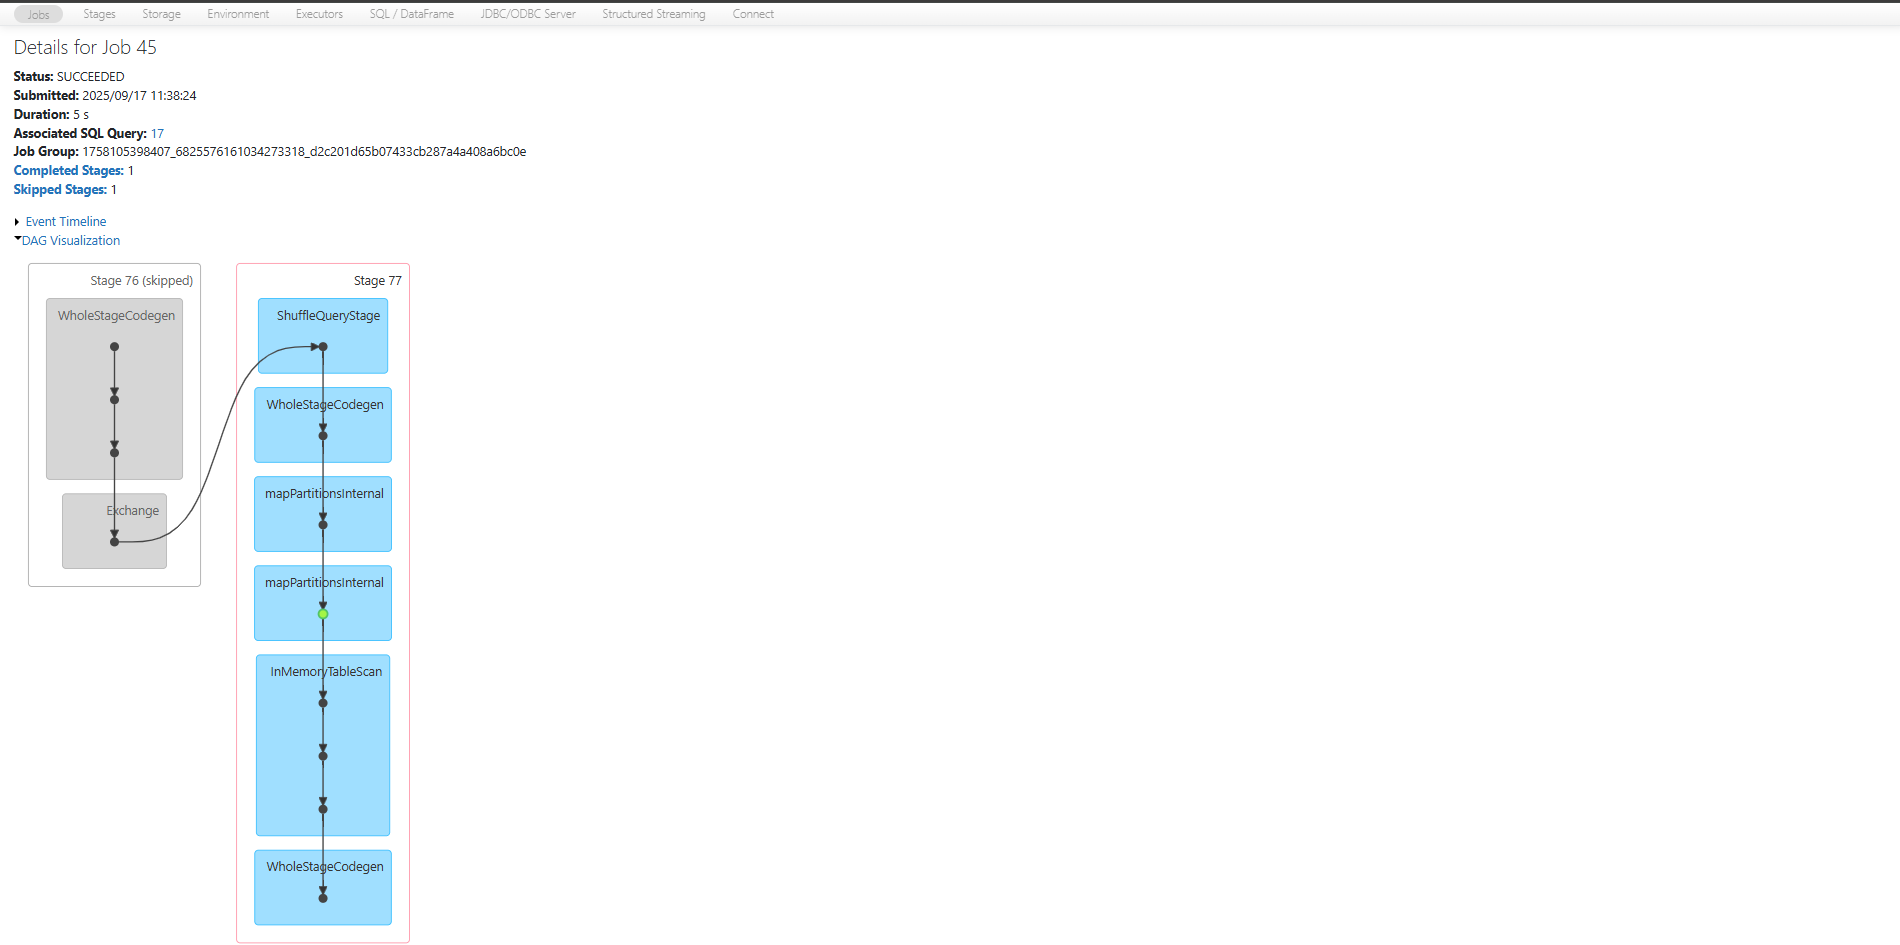 Jobs Stages Storage Environment Executors SQL / DataFrame JDBC/ODBC Server Structured Streaming Connect
Details for Job 45
Status: SUCCEEDED
Submitted: 2025/09/17 11:38:24
Duration: 5 s
Associated SQL Query: 17
Job Group: 1758105398407_6825576161034273318_d2c201d65b07433cb287a4a408a6bc0e
Completed Stages: 1
Skipped Stages: 1
Event Timeline
DAG Visualization
Stage 76 (skipped)
WholeStageCodegen
Exchange
Stage 77
ShuffleQueryStage
WholeStageCodegen
mapPartitionsInternal
mapPartitionsInternal
InMemoryTableScan
WholeStageCodegen